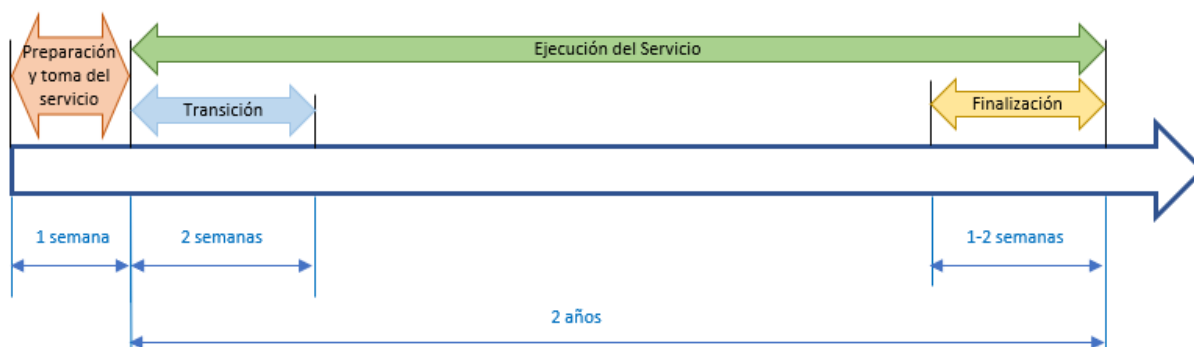 Preparación
y toma del
servicio
Ejecución del Servicio
Transición
Finalización
1 semana
2 semanas
1-2 semanas
2 años